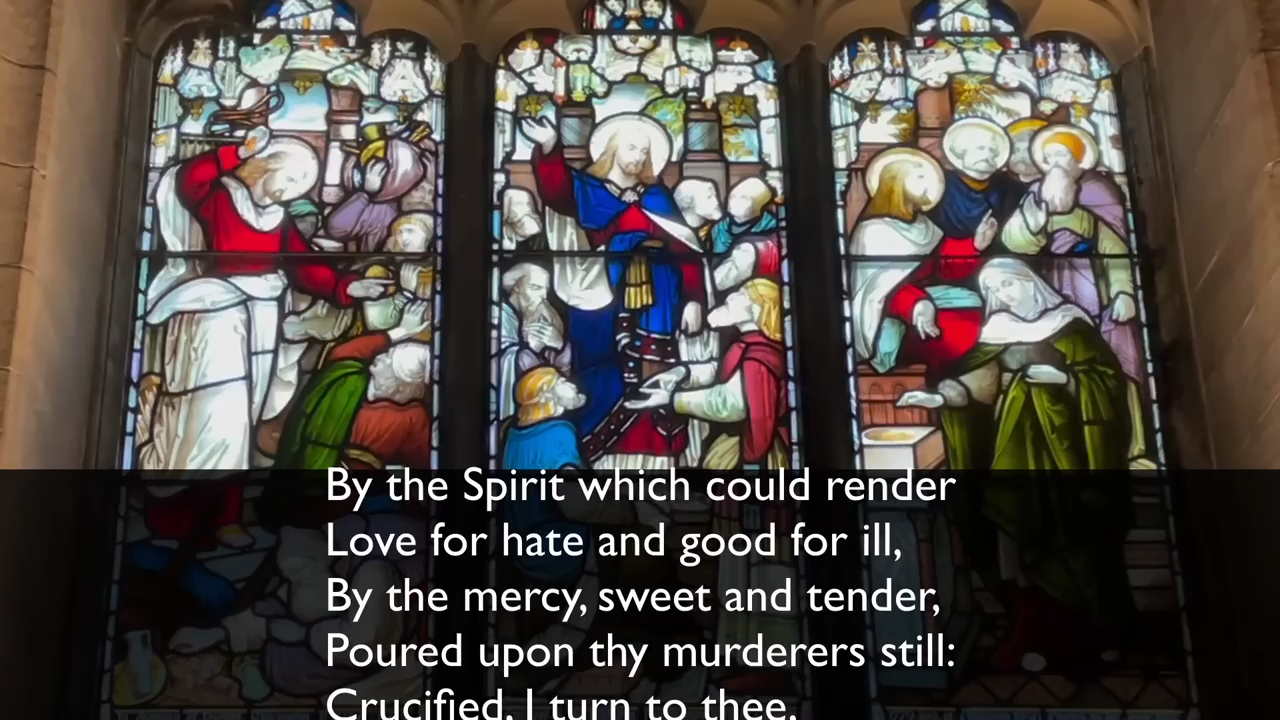 By the Spirit which could render
Love for hate and good for ill,
By the mercy, sweet and tender,
Poured upon thy murderers still:
Crucified, I turn to thee,